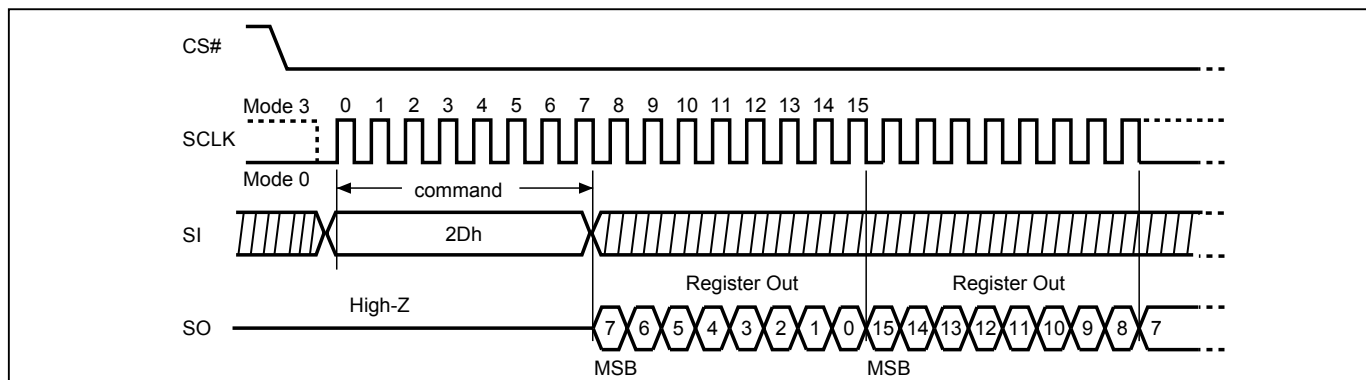 CS#
Mode 3 0 1 2 3 4 5 6 7 8 9 10 11 12 13 14 15
SCLK
Mode 0
command
SI 2Dh
Register Out Register Out
High-Z
SO 7 6 5 4 3 2 1 0 15 14 13 12 11 10 9 8 7
MSB MSB